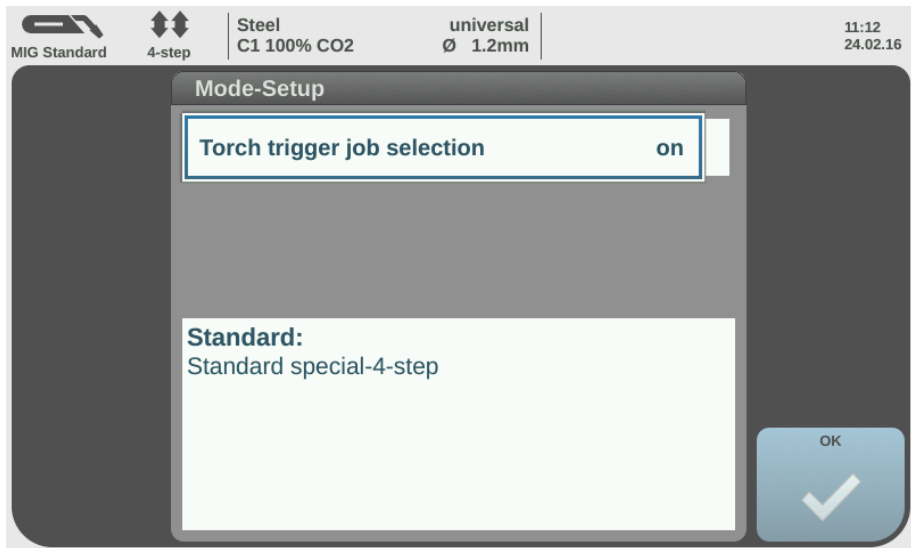 MIG Standard
4-step
Steel universal
C1 100% CO2 Ø 1.2mm
11:12
24.02.16
Mode-Setup
Torch trigger job selection on
Standard:
Standard special-4-step
OK